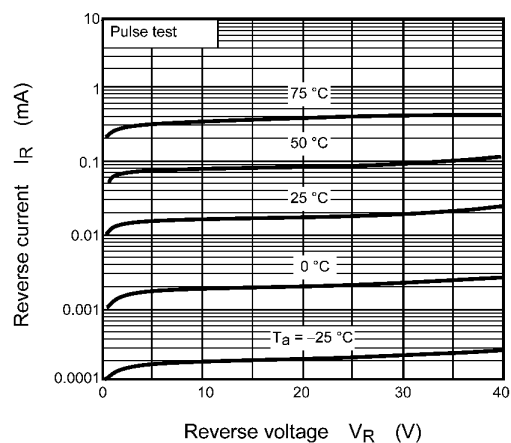 10
Pulse test
1
75 °C
50 °C
0.1
25 °C
0.01
0 °C
0.001
Ta = –25 °C
0.0001
0 10 20 30 40
Reverse current IR (mA)
Reverse voltage VR (V)